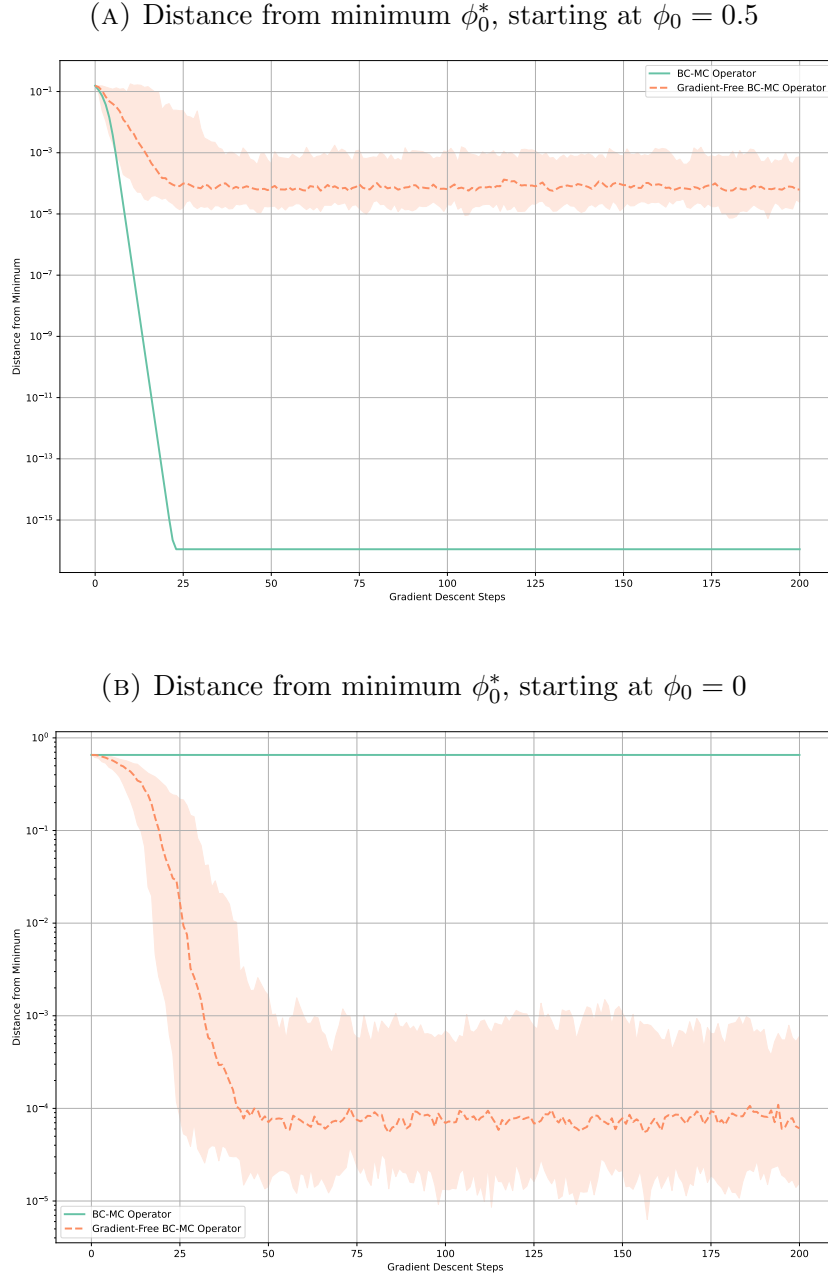 (A) Distance from minimum ϕ₀*, starting at ϕ₀ = 0.5
BC-MC Operator
Gradient-Free BC-MC Operator
10⁻¹
10⁻³
10⁻⁵
10⁻⁷
10⁻⁹
10⁻¹¹
10⁻¹³
10⁻¹⁵
Distance from Minimum
0 25 50 75 100 125 150 175 200
Gradient Descent Steps
(B) Distance from minimum ϕ₀*, starting at ϕ₀ = 0
10⁰
10⁻¹
10⁻²
10⁻³
10⁻⁴
10⁻⁵
Distance from Minimum
BC-MC Operator
Gradient-Free BC-MC Operator
0 25 50 75 100 125 150 175 200
Gradient Descent Steps